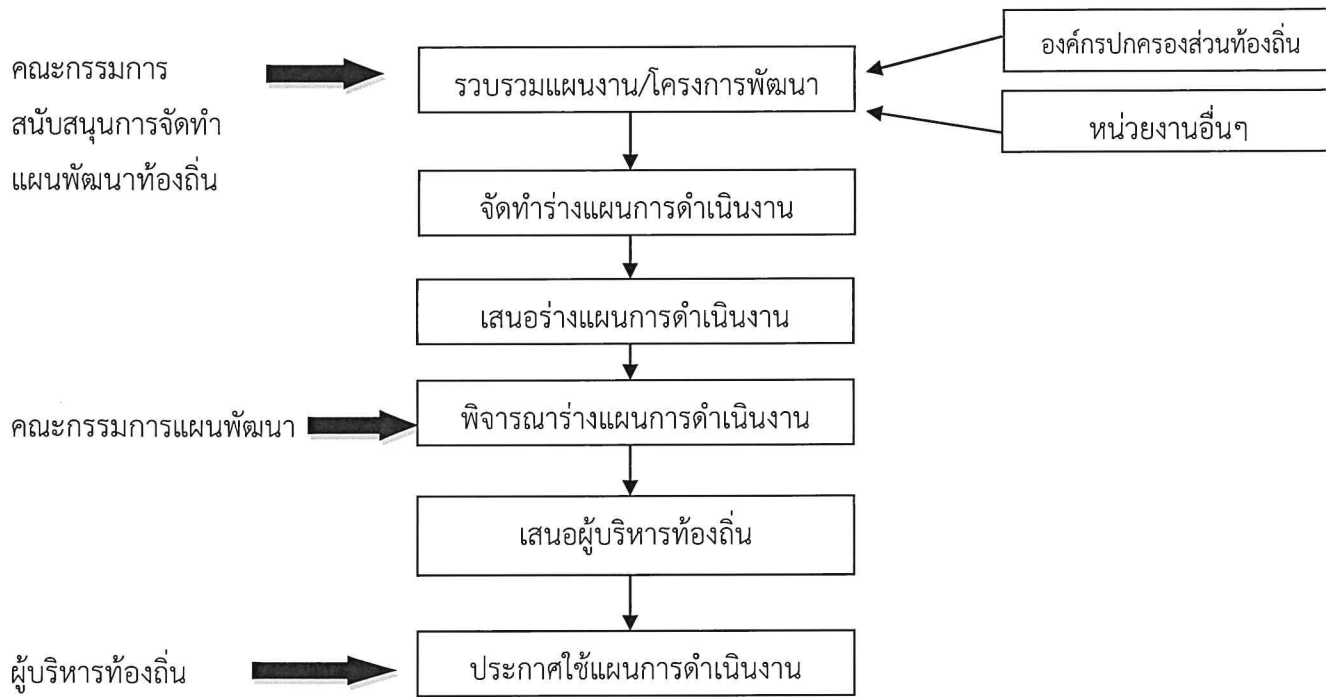 องค์กรปกครองส่วนท้องถิ่น
คณะกรรมการ
สนับสนุนการจัดทำ
แผนพัฒนาท้องถิ่น
รวบรวมแผนงาน/โครงการพัฒนา
หน่วยงานอื่นๆ
จัดทำร่างแผนการดำเนินงาน
เสนอร่างแผนการดำเนินงาน
คณะกรรมการแผนพัฒนา
พิจารณาร่างแผนการดำเนินงาน
เสนอผู้บริหารท้องถิ่น
ผู้บริหารท้องถิ่น
ประกาศใช้แผนการดำเนินงาน